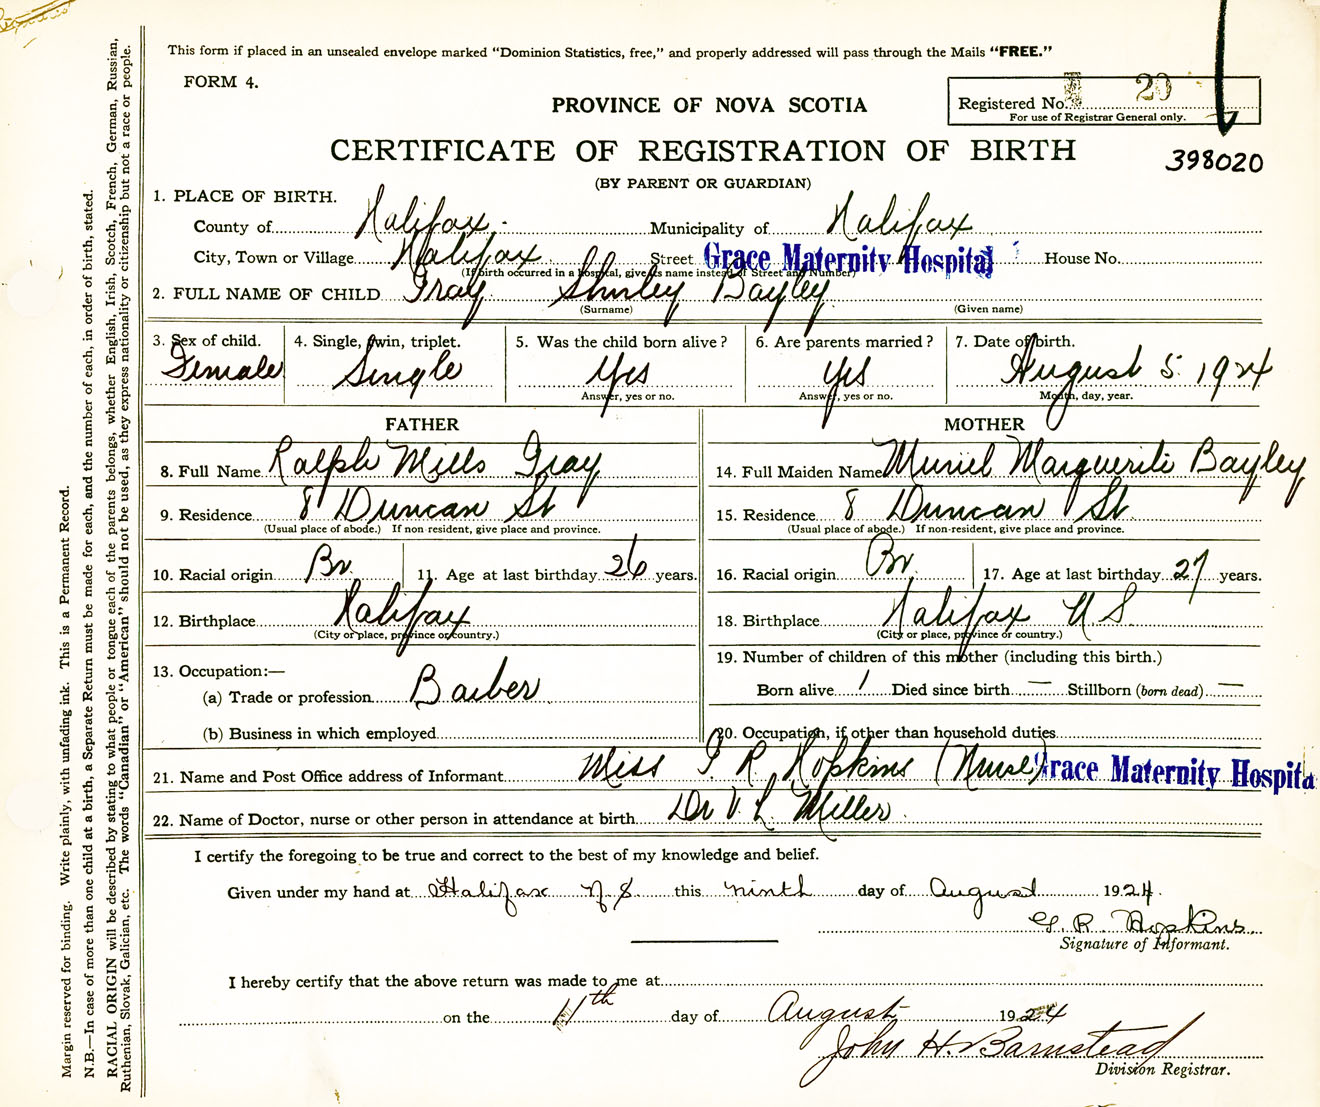 This form if placed in an unsealed envelope marked “Dominion Statistics, free,” and properly addressed will pass through the Mails “FREE.”
FORM 4.
PROVINCE OF NOVA SCOTIA
Registered No. 20
For use of Registrar General only.
CERTIFICATE OF REGISTRATION OF BIRTH
398020
(BY PARENT OR GUARDIAN)
1. PLACE OF BIRTH.
County of Halifax Municipality of Halifax
City, Town or Village Halifax Street Grace Maternity Hospital House No.
(If birth occurred in a hospital, give its name instead of Street and Number)
2. FULL NAME OF CHILD Gray Shirley Bayley
(Surname) (Given name)
3. Sex of child. 4. Single, twin, triplet. 5. Was the child born alive? 6. Are parents married? 7. Date of birth.
Female Single Yes Yes August 5 1924
Answer, yes or no. Answer, yes or no. Month, day, year.
FATHER MOTHER
8. Full Name Ralph Mills Gray 14. Full Maiden Name Muriel Marguerite Bayley
9. Residence 8 Duncan St 15. Residence 8 Duncan St
(Usual place of abode.) If non resident, give place and province. (Usual place of abode.) If non-resident, give place and province.
10. Racial origin Br. 11. Age at last birthday 26 years. 16. Racial origin Br. 17. Age at last birthday 27 years.
12. Birthplace Halifax 18. Birthplace Halifax N S.
(City or place, province or country.) (City or place, province or country.)
13. Occupation:— 19. Number of children of this mother (including this birth.)
(a) Trade or profession Barber Born alive 1 Died since birth — Stillborn (born dead) —
(b) Business in which employed 20. Occupation, if other than household duties
21. Name and Post Office address of Informant Miss G R Hopkins (Nurse) Grace Maternity Hospita
22. Name of Doctor, nurse or other person in attendance at birth Dr V. L. Miller
I certify the foregoing to be true and correct to the best of my knowledge and belief.
Given under my hand at Halifax N S this ninth day of August 1924.
G. R. Hopkins
Signature of Informant.
I hereby certify that the above return was made to me at
on the 11th day of August 1924
John H. Barnstead
Division Registrar.
Margin reserved for binding. Write plainly, with unfading ink. This is a Permanent Record.
N.B.—In case of more than one child at a birth, a Separate Return must be made for each, and the number of each, in order of birth, stated.
RACIAL ORIGIN will be described by stating to what people or tongue each of the parents belongs, whether English, Irish, Scotch, French, German, Russian,
Ruthenian, Slovak, Galician, etc. The words “Canadian” or “American” should not be used, as they express nationality or citizenship but not a race or people.